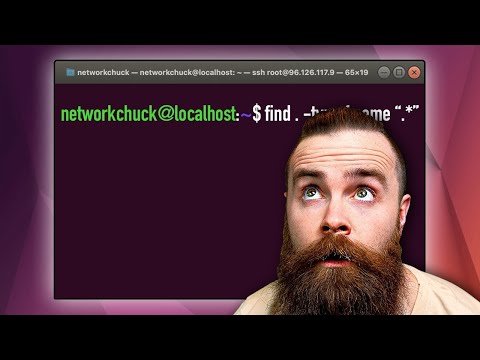 networkchuck — networkchuck@localhost: ~ — ssh root@96.126.117.9 — 65×19
networkchuck@localhost:~$ find . “.*”